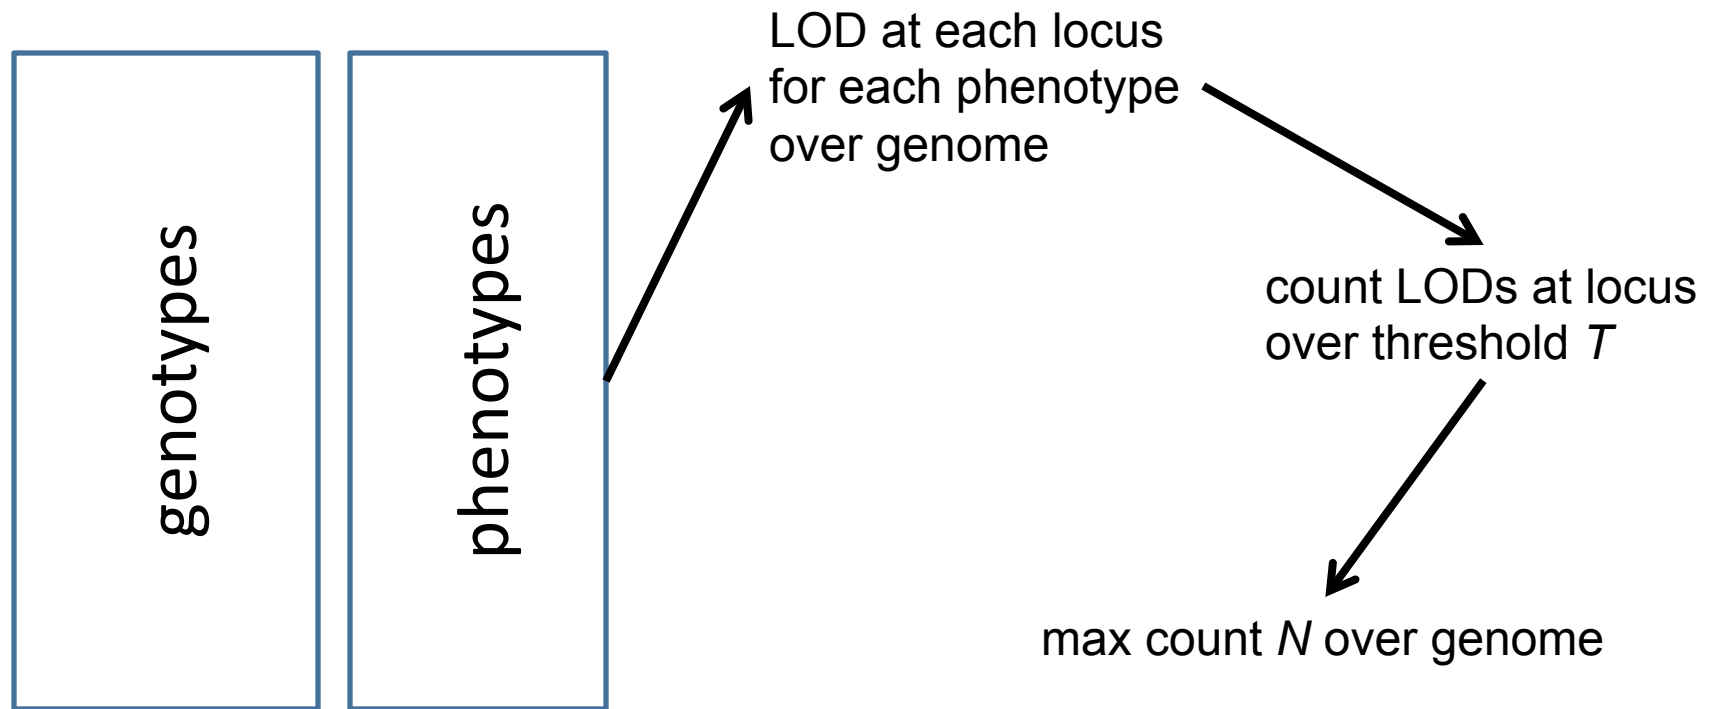 genotypes
phenotypes
LOD at each locus
for each phenotype
over genome
count LODs at locus
over threshold T
max count N over genome